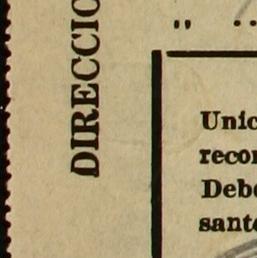 DIRECCIO
" ..
Unic
recon
Debe
sante